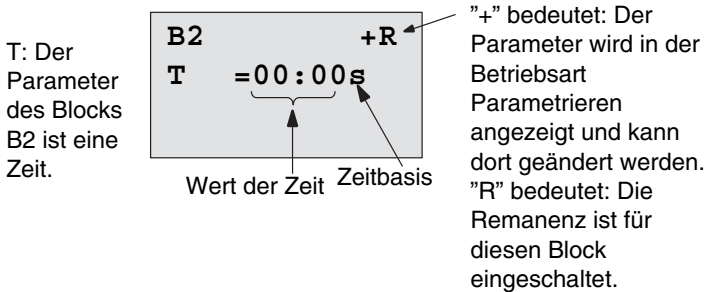 T: Der
Parameter
des Blocks
B2 ist eine
Zeit.
B2 +R
T =00:00s
Wert der Zeit
Zeitbasis
"+" bedeutet: Der
Parameter wird in der
Betriebsart
Parametrieren
angezeigt und kann
dort geändert werden.
"R" bedeutet: Die
Remanenz ist für
diesen Block
eingeschaltet.